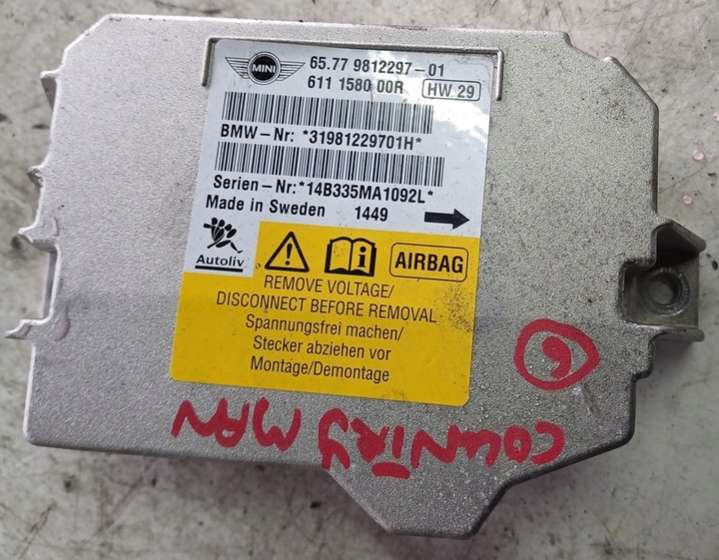 MINI
65.77 9812297-01
611 1580 00R HW 29
BMW-Nr: *31981229701H*
Serien-Nr:*14B335MA1092L*
Made in Sweden 1449
Autoliv
AIRBAG
REMOVE VOLTAGE/
DISCONNECT BEFORE REMOVAL
Spannungsfrei machen/
Stecker abziehen vor
Montage/Demontage
6
COUNTRY MAN